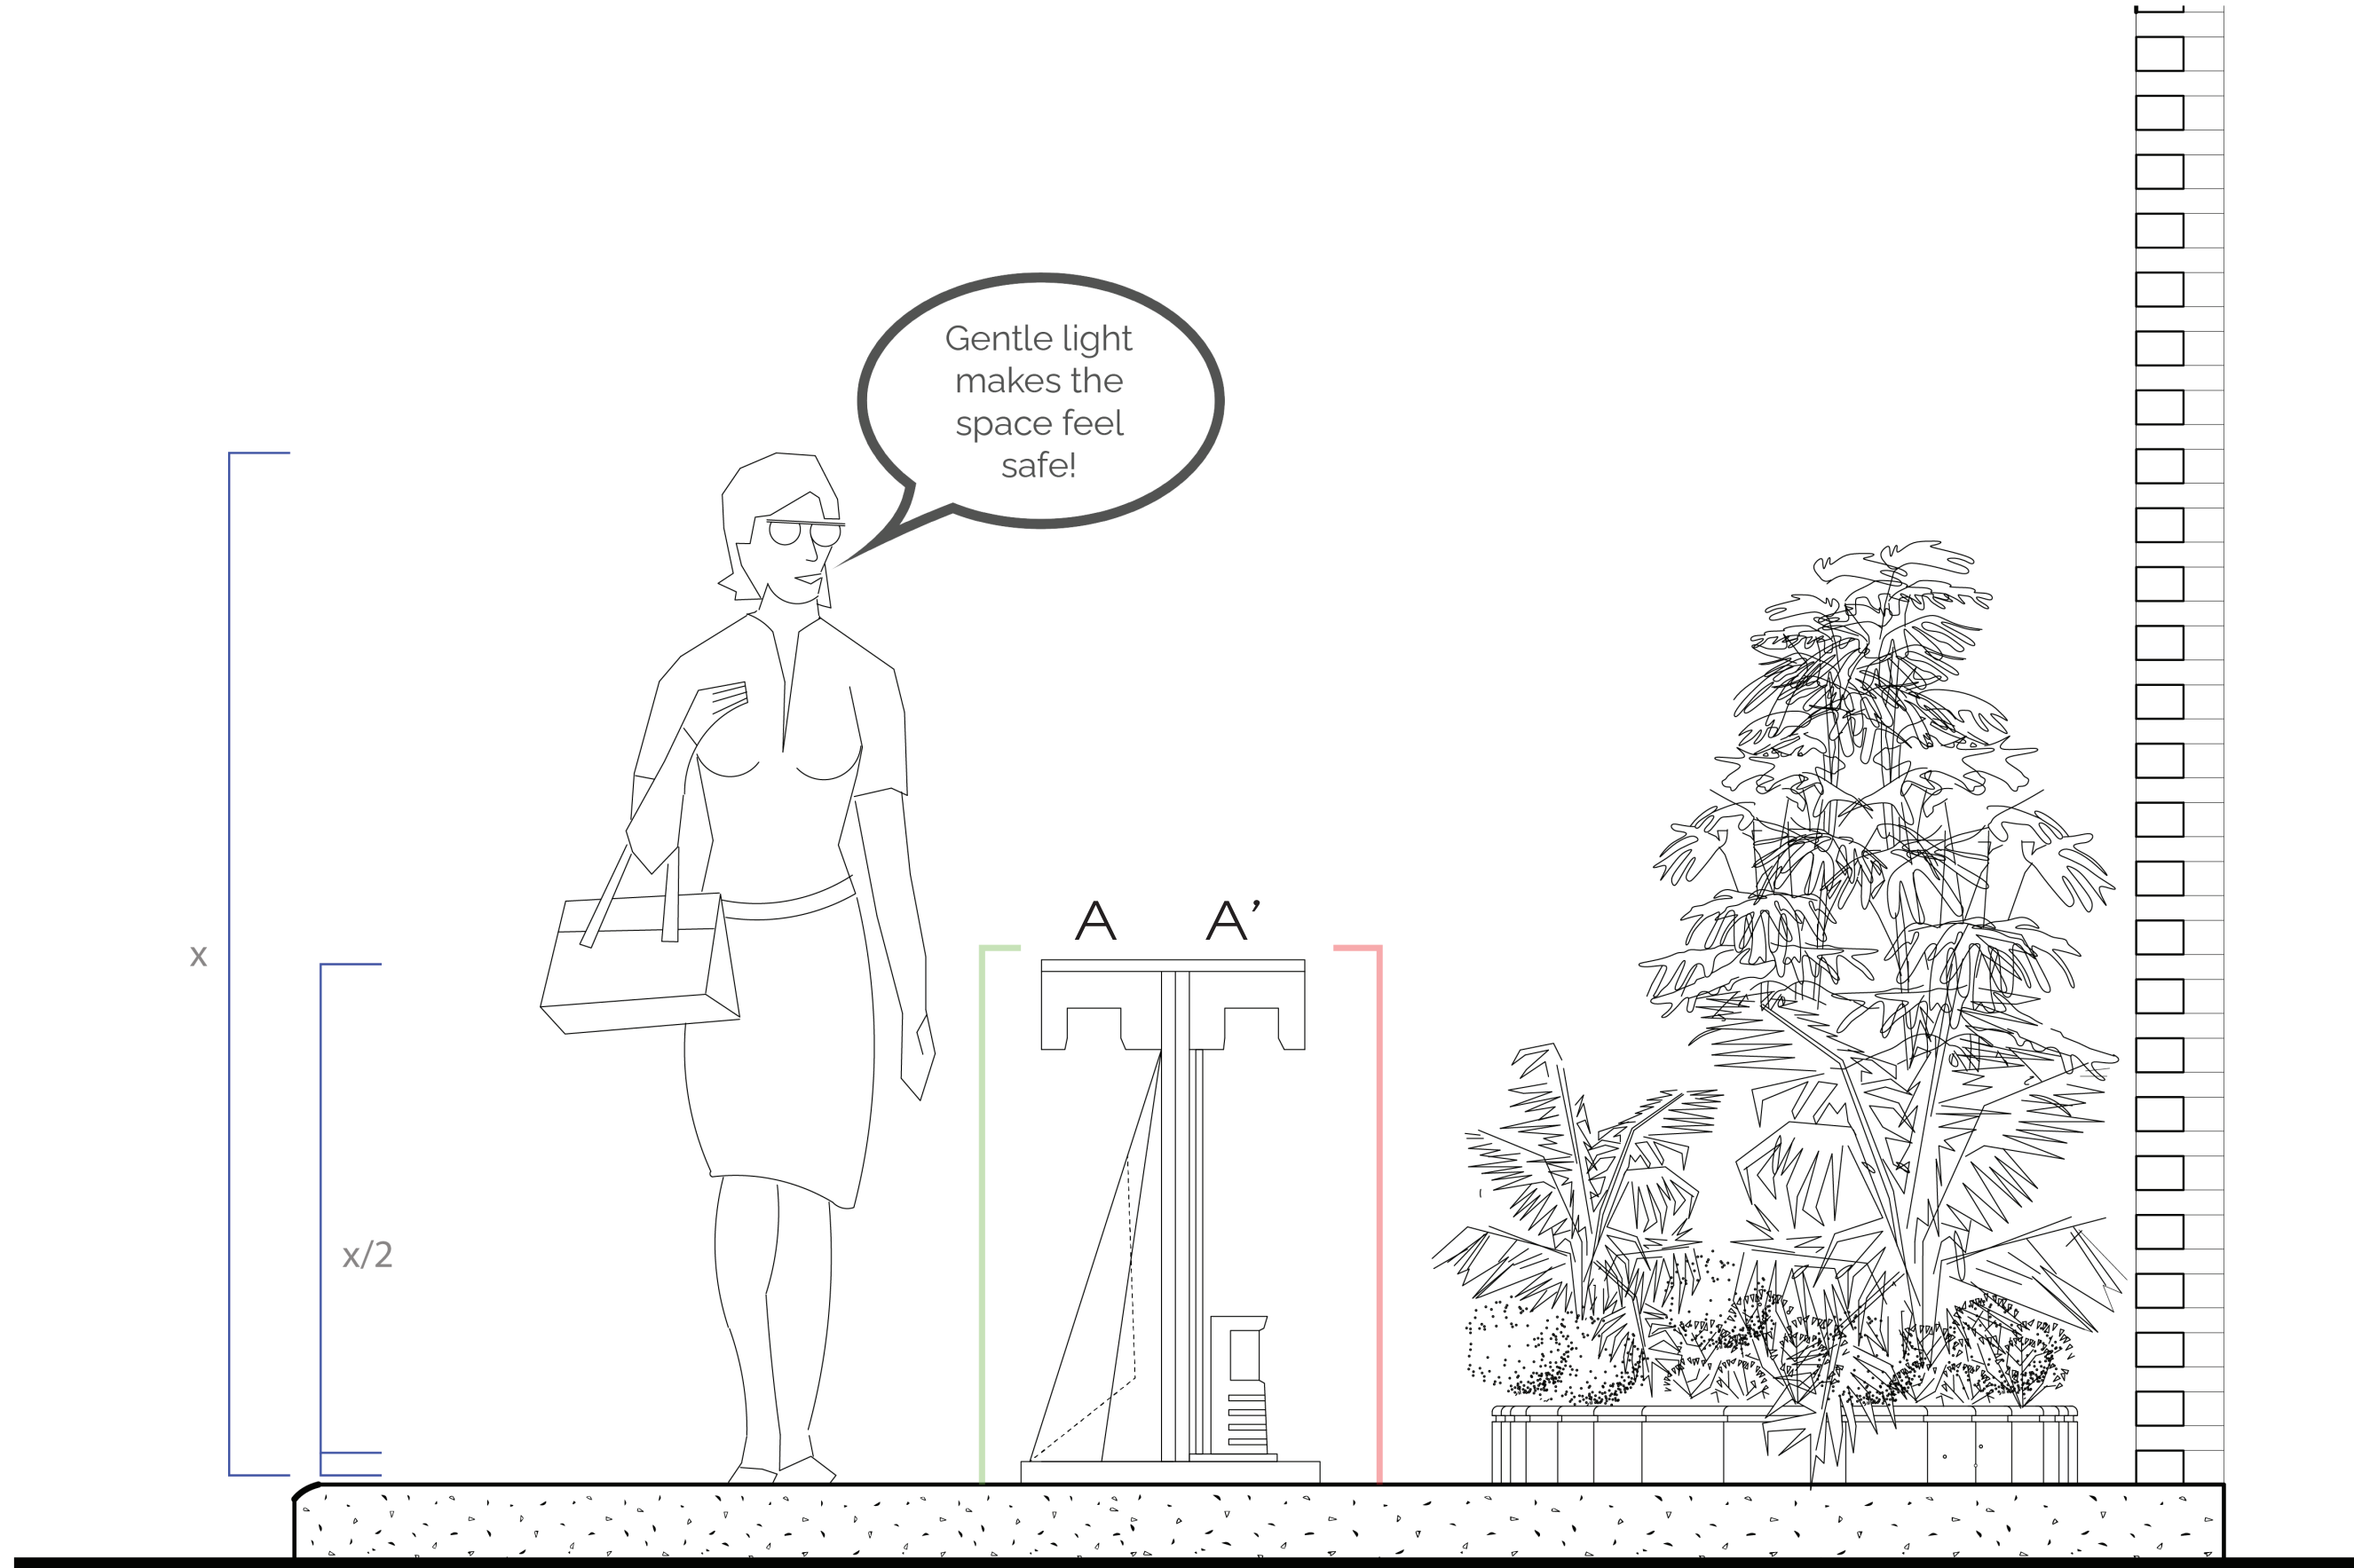 Gentle light
makes the
space feel
safe!
A A’
x
x/2